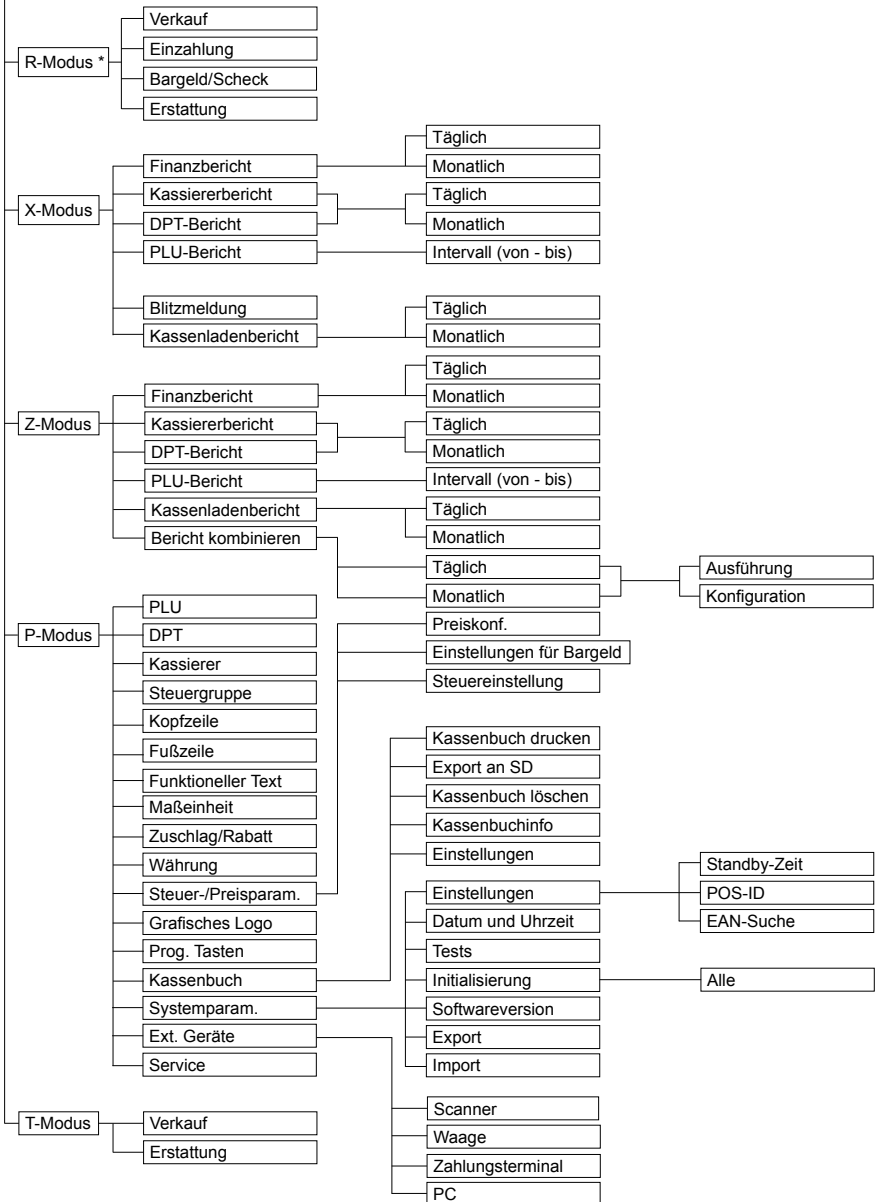 R-Modus *
Verkauf
Einzahlung
Bargeld/Scheck
Erstattung
X-Modus
Finanzbericht
Täglich
Monatlich
Kassiererbericht
DPT-Bericht
Täglich
Monatlich
PLU-Bericht
Intervall (von - bis)
Blitzmeldung
Kassenladenbericht
Täglich
Monatlich
Z-Modus
Finanzbericht
Täglich
Monatlich
Kassiererbericht
DPT-Bericht
Täglich
Monatlich
PLU-Bericht
Intervall (von - bis)
Kassenladenbericht
Täglich
Monatlich
Bericht kombinieren
Täglich
Monatlich
Ausführung
Konfiguration
P-Modus
PLU
DPT
Kassierer
Steuergruppe
Kopfzeile
Fußzeile
Funktioneller Text
Maßeinheit
Zuschlag/Rabatt
Währung
Steuer-/Preisparam.
Grafisches Logo
Prog. Tasten
Kassenbuch
Systemparam.
Ext. Geräte
Service
Preiskonf.
Einstellungen für Bargeld
Steuereinstellung
Kassenbuch drucken
Export an SD
Kassenbuch löschen
Kassenbuchinfo
Einstellungen
Einstellungen
Datum und Uhrzeit
Tests
Initialisierung
Softwareversion
Export
Import
Standby-Zeit
POS-ID
EAN-Suche
Alle
Scanner
Waage
Zahlungsterminal
PC
T-Modus
Verkauf
Erstattung